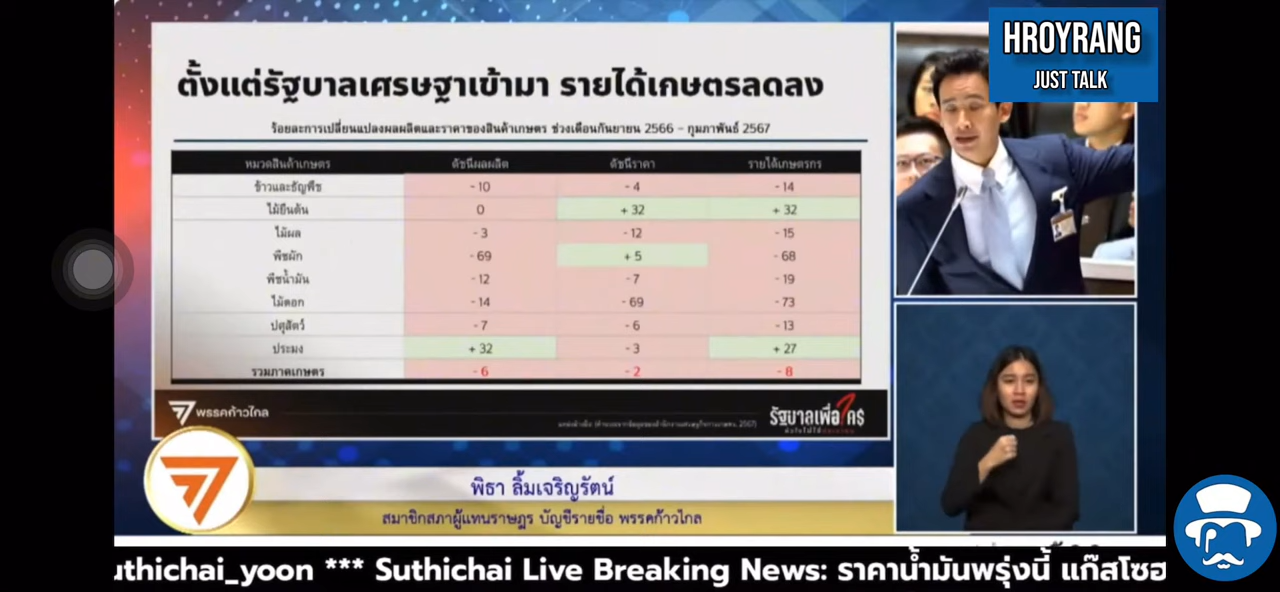 HROYRANG
JUST TALK
ตั้งแต่รัฐบาลเศรษฐาเข้ามา รายได้เกษตรลดลง
ร้อยละการเปลี่ยนแปลงผลผลิตและราคาของสินค้าเกษตร ช่วงเดือนกันยายน 2566 – กุมภาพันธ์ 2567
หมวดสินค้าเกษตร ดัชนีผลผลิต ดัชนีราคา รายได้เกษตรกร
ข้าวและธัญพืช - 10 - 4 - 14
ไม้ยืนต้น 0 + 32 + 32
ไม้ผล - 3 - 12 - 15
พืชผัก - 69 + 5 - 68
พืชน้ำมัน - 12 - 7 - 19
ไม้ดอก - 14 - 69 - 73
ปศุสัตว์ - 7 - 6 - 13
ประมง + 32 - 3 + 27
รวมภาคเกษตร - 6 - 2 - 8
พรรคก้าวไกล
รัฐบาลเพื่อใคร
พิธา ลิ้มเจริญรัตน์
สมาชิกสภาผู้แทนราษฎร บัญชีรายชื่อ พรรคก้าวไกล
uthichai_yoon *** Suthichai Live Breaking News: ราคาน้ำมันพรุ่งนี้ แก๊สโซฮ